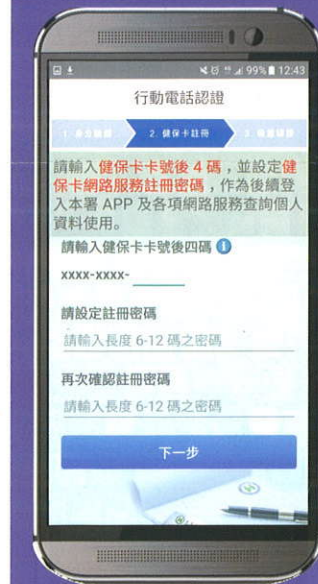 99% 12:43
行動電話認證
2. 健保卡註冊
請輸入健保卡卡號後 4 碼，並設定健
保卡網路服務註冊密碼，作為後續登
入本署 APP 及各項網路服務查詢個人
資料使用。
請輸入健保卡卡號後四碼
xxxx-xxxx-
請設定註冊密碼
請輸入長度 6-12 碼之密碼
再次確認註冊密碼
請輸入長度 6-12 碼之密碼
下一步